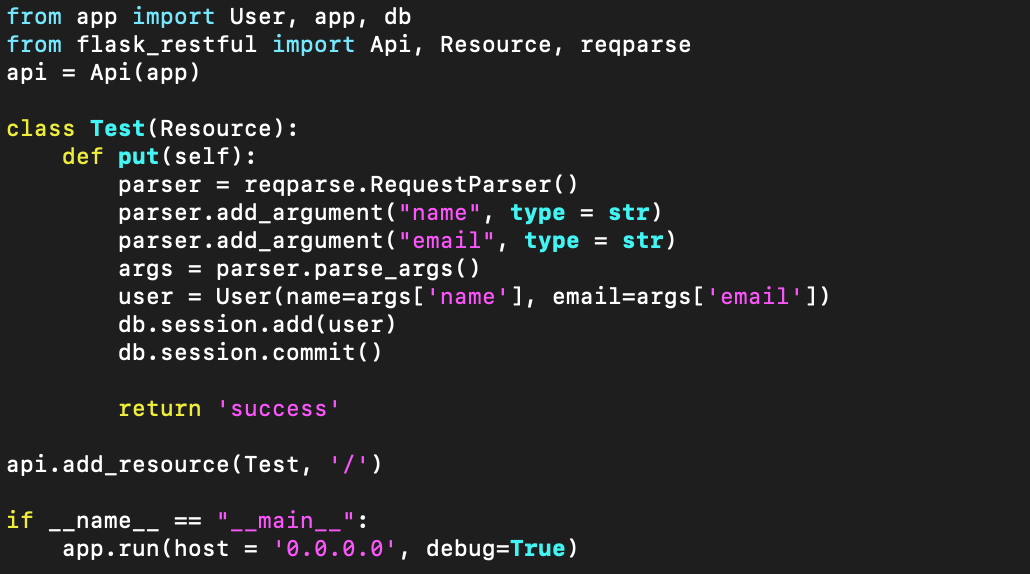 from app import User, app, db
from flask_restful import Api, Resource, reqparse
api = Api(app)

class Test(Resource):
    def put(self):
        parser = reqparse.RequestParser()
        parser.add_argument("name", type = str)
        parser.add_argument("email", type = str)
        args = parser.parse_args()
        user = User(name=args['name'], email=args['email'])
        db.session.add(user)
        db.session.commit()

        return 'success'

api.add_resource(Test, '/')

if __name__ == "__main__":
    app.run(host = '0.0.0.0', debug=True)